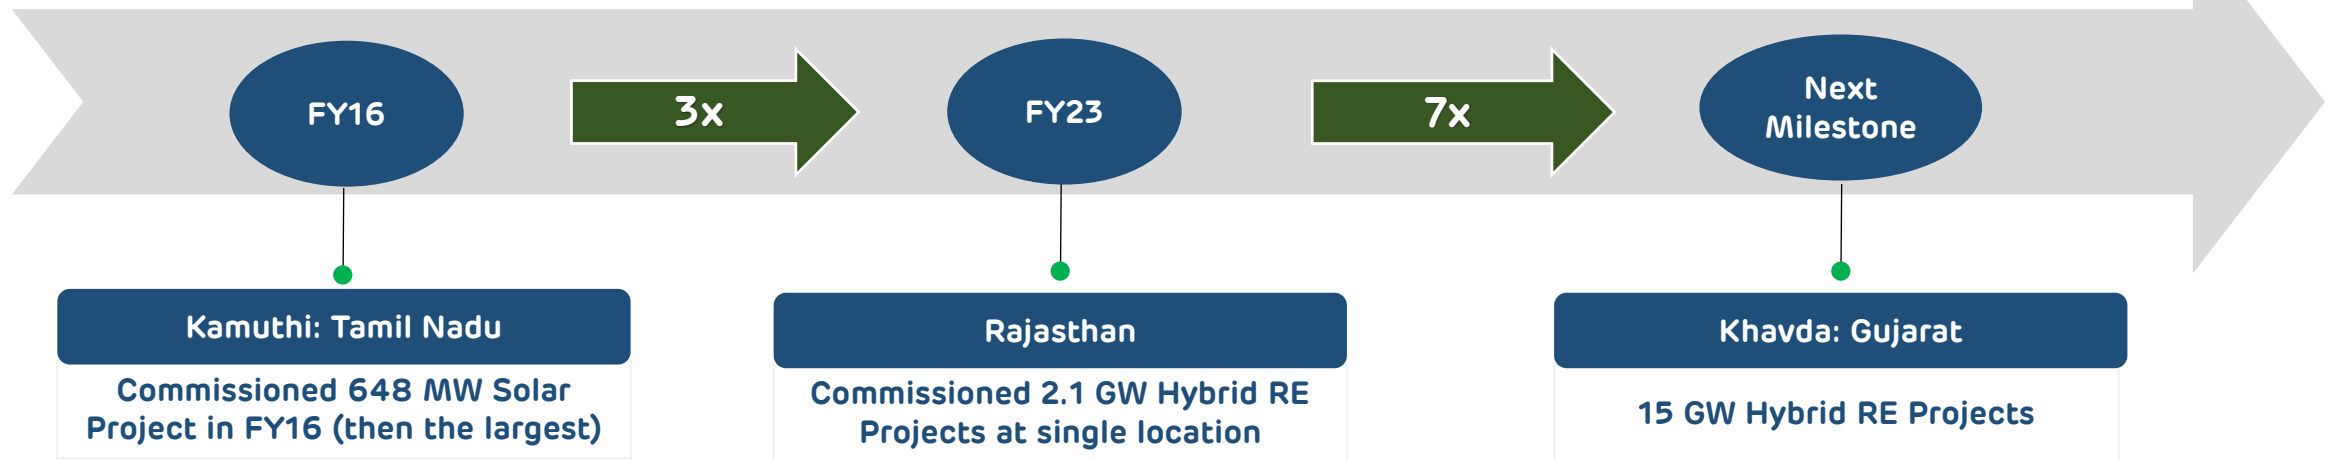 FY16
3x
FY23
7x
Next
Milestone
Kamuthi: Tamil Nadu
Commissioned 648 MW Solar
Project in FY16 (then the largest)
Rajasthan
Commissioned 2.1 GW Hybrid RE
Projects at single location
Khavda: Gujarat
15 GW Hybrid RE Projects